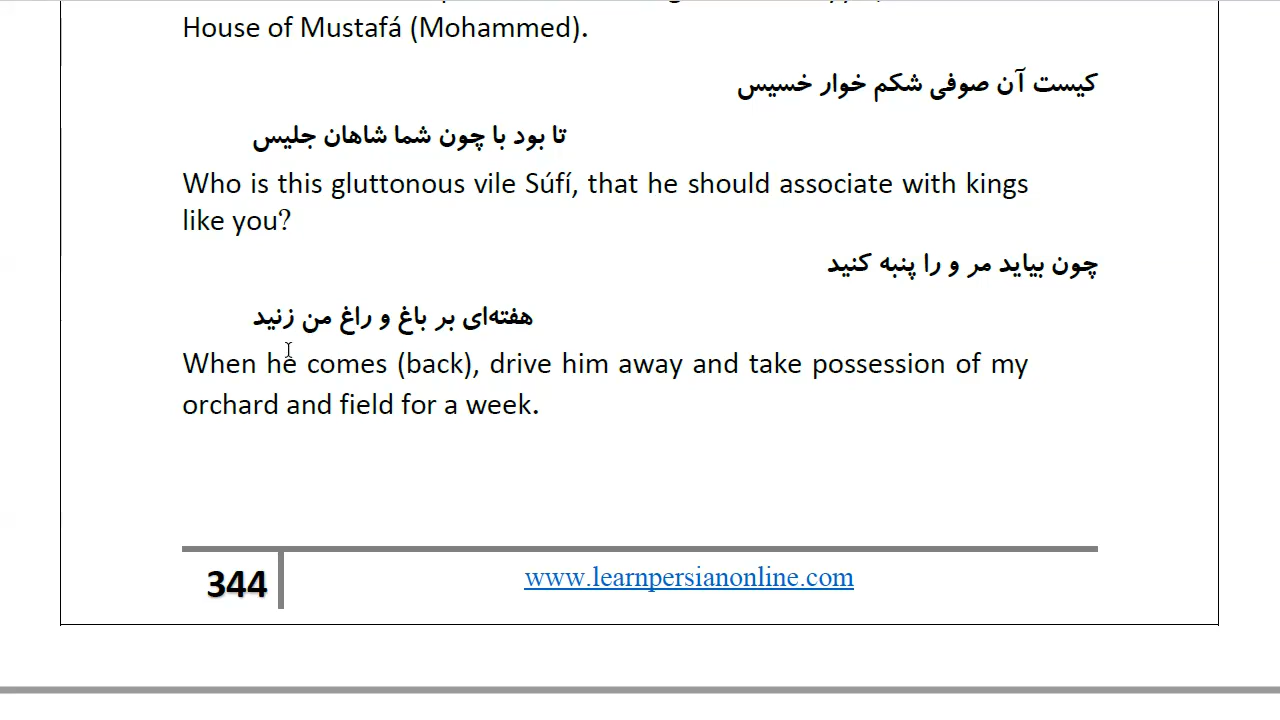 House of Mustafá (Mohammed).
کیست آن صوفی شکم خوار خسیس
تا بود با چون شما شاهان جلیس
Who is this gluttonous vile Súfí, that he should associate with kings
like you?
چون بیاید مر و را پنبه کنید
هفته‌ای بر باغ و راغ من زنید
When he comes (back), drive him away and take possession of my
orchard and field for a week.
344
www.learnpersianonline.com